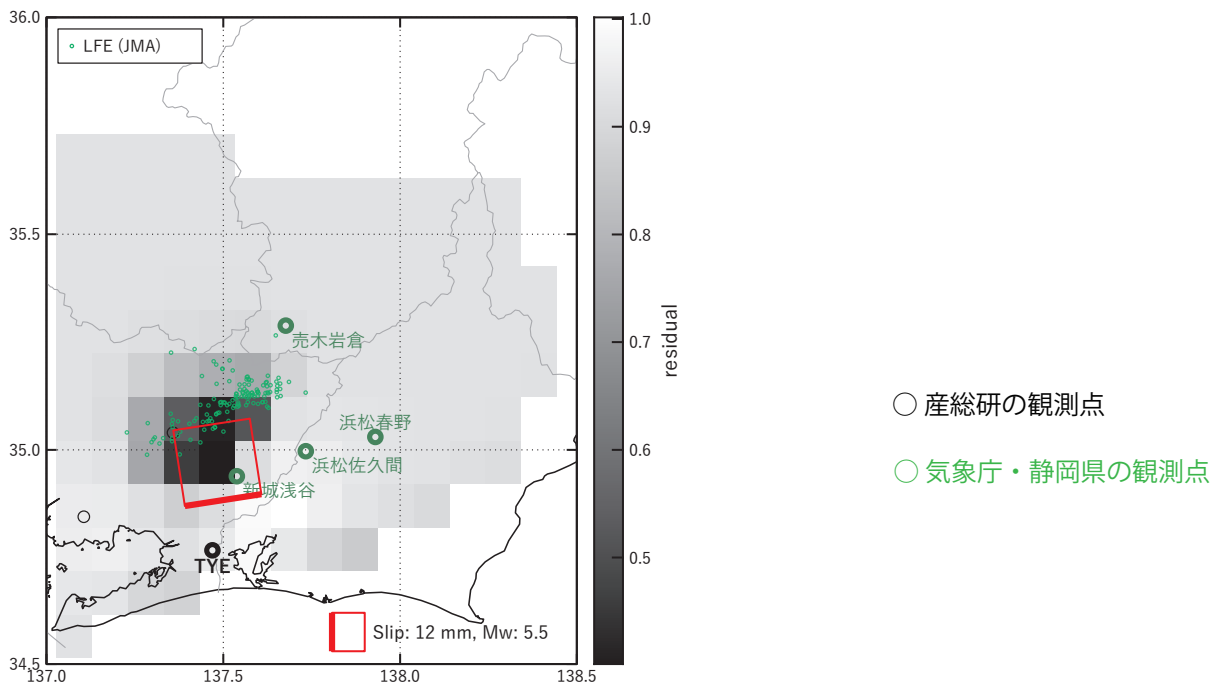 36.0
LFE (JMA)
35.5
35.0
34.5
137.0
137.5
138.0
138.5
売木岩倉
浜松春野
浜松佐久間
新城浅谷
TYE
Slip: 12 mm, Mw: 5.5
1.0
0.9
0.8
0.7
0.6
0.5
residual
産総研の観測点
気象庁・静岡県の観測点